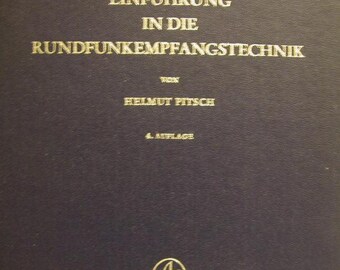 EINFÜHRUNG
IN DIE
RUNDFUNKEMPFANGSTECHNIK
VON
HELMUT PITSCH
4. AUFLAGE